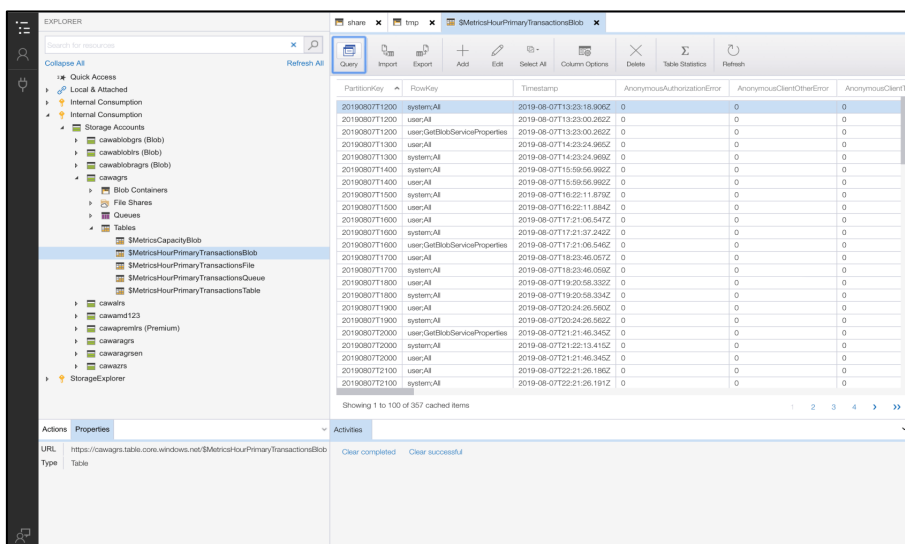 EXPLORER
Search for resources
Collapse All Refresh All
Quick Access
Local & Attached
Internal Consumption
Internal Consumption
Storage Accounts
cawablobgrs (Blob)
cawabloblrs (Blob)
cawablobragrs (Blob)
cawagrs
Blob Containers
File Shares
Queues
Tables
$MetricsCapacityBlob
$MetricsHourPrimaryTransactionsBlob
$MetricsHourPrimaryTransactionsFile
$MetricsHourPrimaryTransactionsQueue
$MetricsHourPrimaryTransactionsTable
cawalrs
cawamd123
cawapremlrs (Premium)
cawaragrs
cawaragrsen
cawazrs
StorageExplorer
Actions Properties
URL https://cawagrs.table.core.windows.net/$MetricsHourPrimaryTransactionsBlob
Type Table
share tmp $MetricsHourPrimaryTransactionsBlob
Query Import Export Add Edit Select All Column Options Delete Table Statistics Refresh
PartitionKey RowKey Timestamp AnonymousAuthorizationError AnonymousClientOtherError AnonymousClientT
20190807T1200 system;All 2019-08-07T13:23:18.906Z 0 0 0
20190807T1200 user;All 2019-08-07T13:23:00.262Z 0 0 0
20190807T1200 user;GetBlobServiceProperties 2019-08-07T13:23:00.262Z 0 0 0
20190807T1300 user;All 2019-08-07T14:23:24.965Z 0 0 0
20190807T1300 system;All 2019-08-07T14:23:24.969Z 0 0 0
20190807T1400 system;All 2019-08-07T15:59:56.992Z 0 0 0
20190807T1400 user;All 2019-08-07T15:59:56.992Z 0 0 0
20190807T1500 system;All 2019-08-07T16:22:11.879Z 0 0 0
20190807T1500 user;All 2019-08-07T16:22:11.884Z 0 0 0
20190807T1600 user;All 2019-08-07T17:21:06.547Z 0 0 0
20190807T1600 system;All 2019-08-07T17:21:37.242Z 0 0 0
20190807T1600 user;GetBlobServiceProperties 2019-08-07T17:21:06.546Z 0 0 0
20190807T1700 user;All 2019-08-07T18:23:46.057Z 0 0 0
20190807T1700 system;All 2019-08-07T18:23:46.059Z 0 0 0
20190807T1800 user;All 2019-08-07T19:20:58.332Z 0 0 0
20190807T1800 system;All 2019-08-07T19:20:58.334Z 0 0 0
20190807T1900 user;All 2019-08-07T20:24:26.560Z 0 0 0
20190807T1900 system;All 2019-08-07T20:24:26.562Z 0 0 0
20190807T2000 user;GetBlobServiceProperties 2019-08-07T21:21:46.345Z 0 0 0
20190807T2000 system;All 2019-08-07T21:22:13.415Z 0 0 0
20190807T2000 user;All 2019-08-07T21:21:46.345Z 0 0 0
20190807T2100 user;All 2019-08-07T22:21:26.186Z 0 0 0
20190807T2100 system;All 2019-08-07T22:21:26.191Z 0 0 0
Showing 1 to 100 of 357 cached items
2 3 4
Activities
Clear completed Clear successful